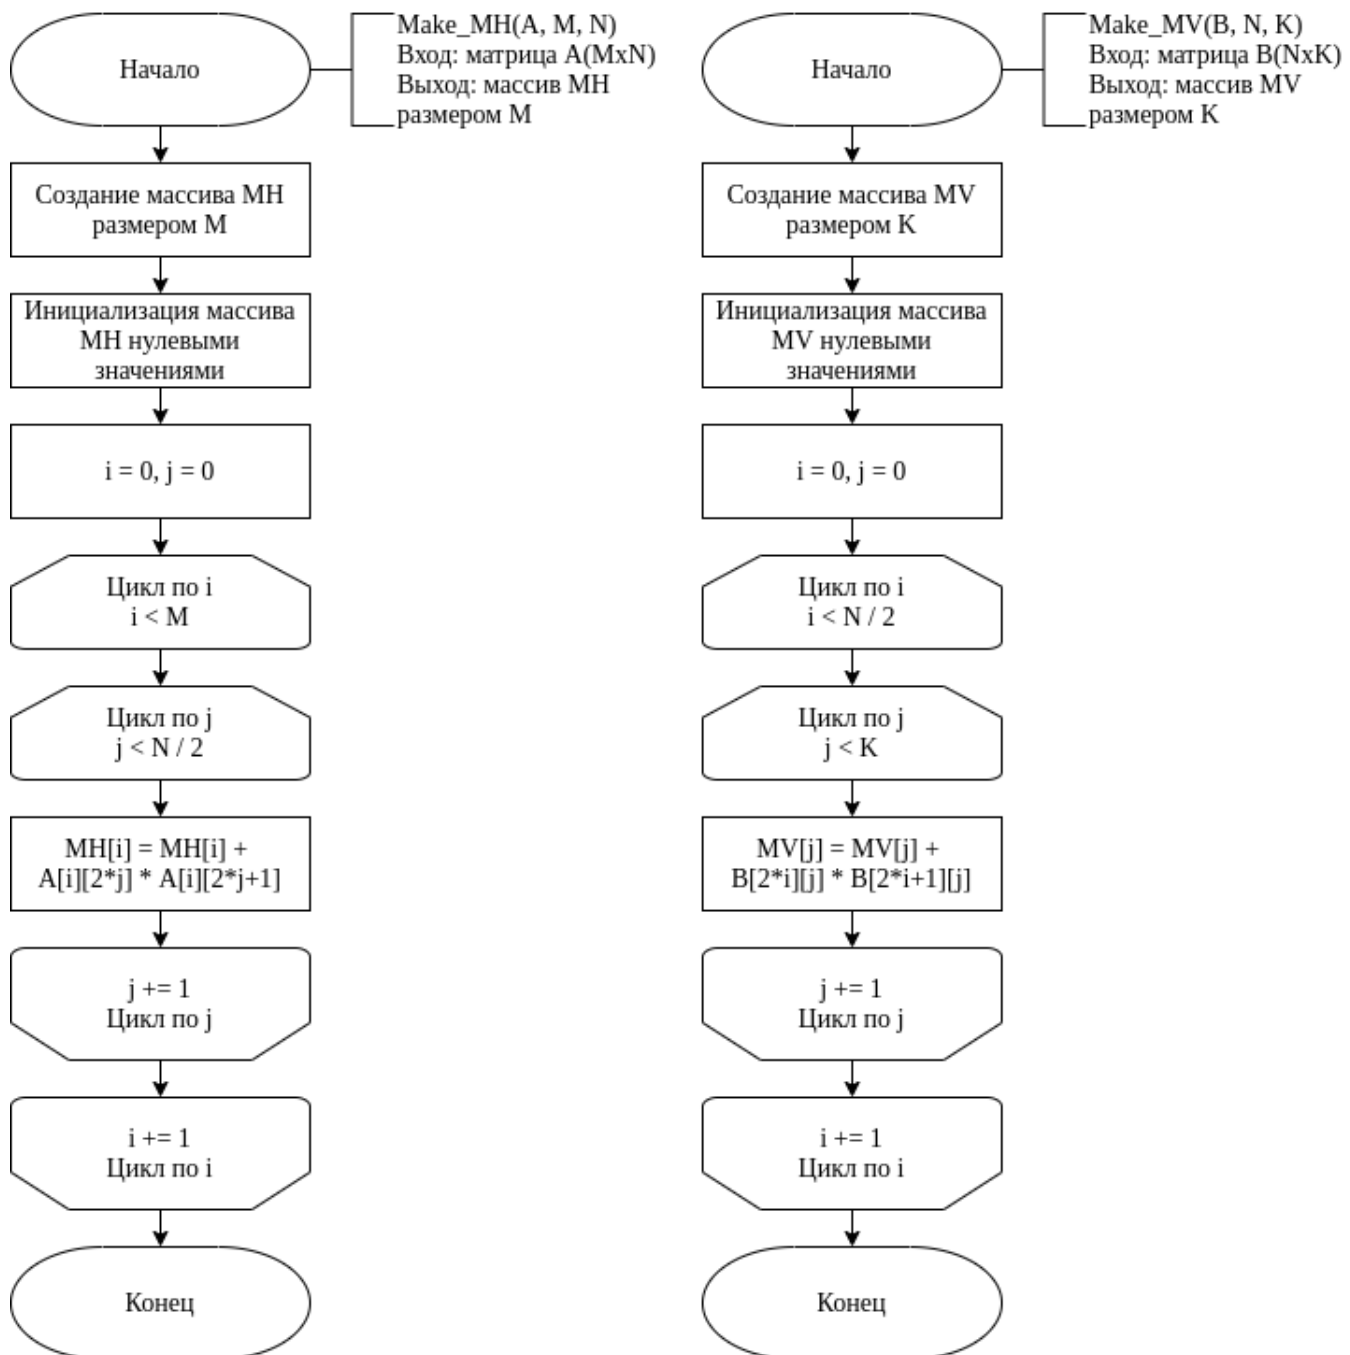 Начало
Make_MH(A, M, N)
Вход: матрица A(MxN)
Выход: массив MH
размером M
Создание массива MH
размером M
Инициализация массива
MH нулевыми
значениями
i = 0, j = 0
Цикл по i
i < M
Цикл по j
j < N / 2
MH[i] = MH[i] +
A[i][2*j] * A[i][2*j+1]
j += 1
Цикл по j
i += 1
Цикл по i
Конец
Начало
Make_MV(B, N, K)
Вход: матрица B(NxK)
Выход: массив MV
размером K
Создание массива MV
размером K
Инициализация массива
MV нулевыми
значениями
i = 0, j = 0
Цикл по i
i < N / 2
Цикл по j
j < K
MV[j] = MV[j] +
B[2*i][j] * B[2*i+1][j]
j += 1
Цикл по j
i += 1
Цикл по i
Конец